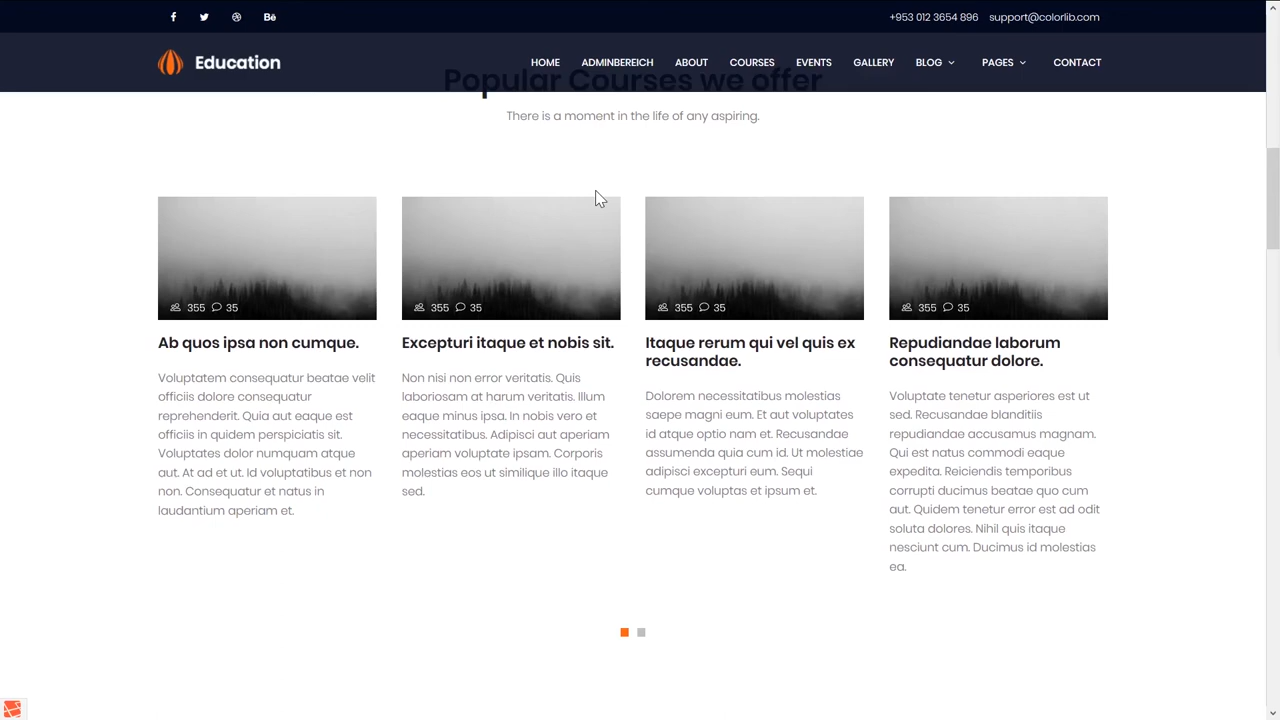 +953 012 3654 896 support@colorlib.com
Bē
Education
HOME ADMINBEREICH ABOUT COURSES EVENTS GALLERY BLOG PAGES CONTACT
Popular Courses we offer
There is a moment in the life of any aspiring.
355 35
355 35
355 35
355 35
Ab quos ipsa non cumque.
Voluptatem consequatur beatae velit
officiis dolore consequatur
reprehenderit. Quia aut eaque est
officiis in quidem perspiciatis sit.
Voluptates dolor numquam atque
aut. At ad et ut. Id voluptatibus et non
non. Consequatur et natus in
laudantium aperiam et.
Excepturi itaque et nobis sit.
Non nisi non error veritatis. Quis
laboriosam at harum veritatis. Illum
eaque minus ipsa. In nobis vero et
necessitatibus. Adipisci aut aperiam
aperiam voluptate ipsam. Corporis
molestias eos ut similique illo itaque
sed.
Itaque rerum qui vel quis ex
recusandae.
Dolorem necessitatibus molestias
saepe magni eum. Et aut voluptates
id atque optio nam et. Recusandae
assumenda quia cum id. Ut molestiae
adipisci excepturi eum. Sequi
cumque voluptas et ipsum et.
Repudiandae laborum
consequatur dolore.
Voluptate tenetur asperiores est ut
sed. Recusandae blanditiis
repudiandae accusamus magnam.
Qui est natus commodi eaque
expedita. Reiciendis temporibus
corrupti ducimus beatae quo cum
aut. Quidem tenetur error est ad odit
soluta dolores. Nihil quis itaque
nesciunt cum. Ducimus id molestias
ea.